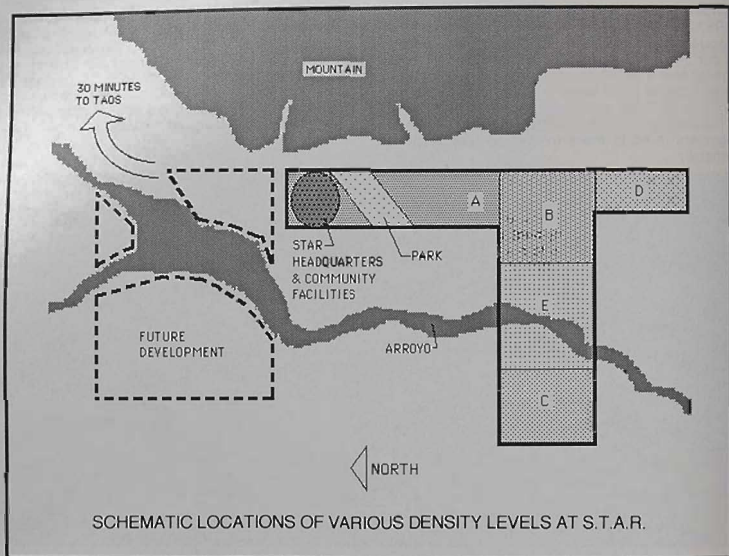 MOUNTAIN
30 MINUTES
TO TAOS
A
B
D
STAR
HEADQUARTERS
& COMMUNITY
FACILITIES
PARK
E
FUTURE
DEVELOPMENT
ARROYO
C
NORTH
SCHEMATIC LOCATIONS OF VARIOUS DENSITY LEVELS AT S.T.A.R.